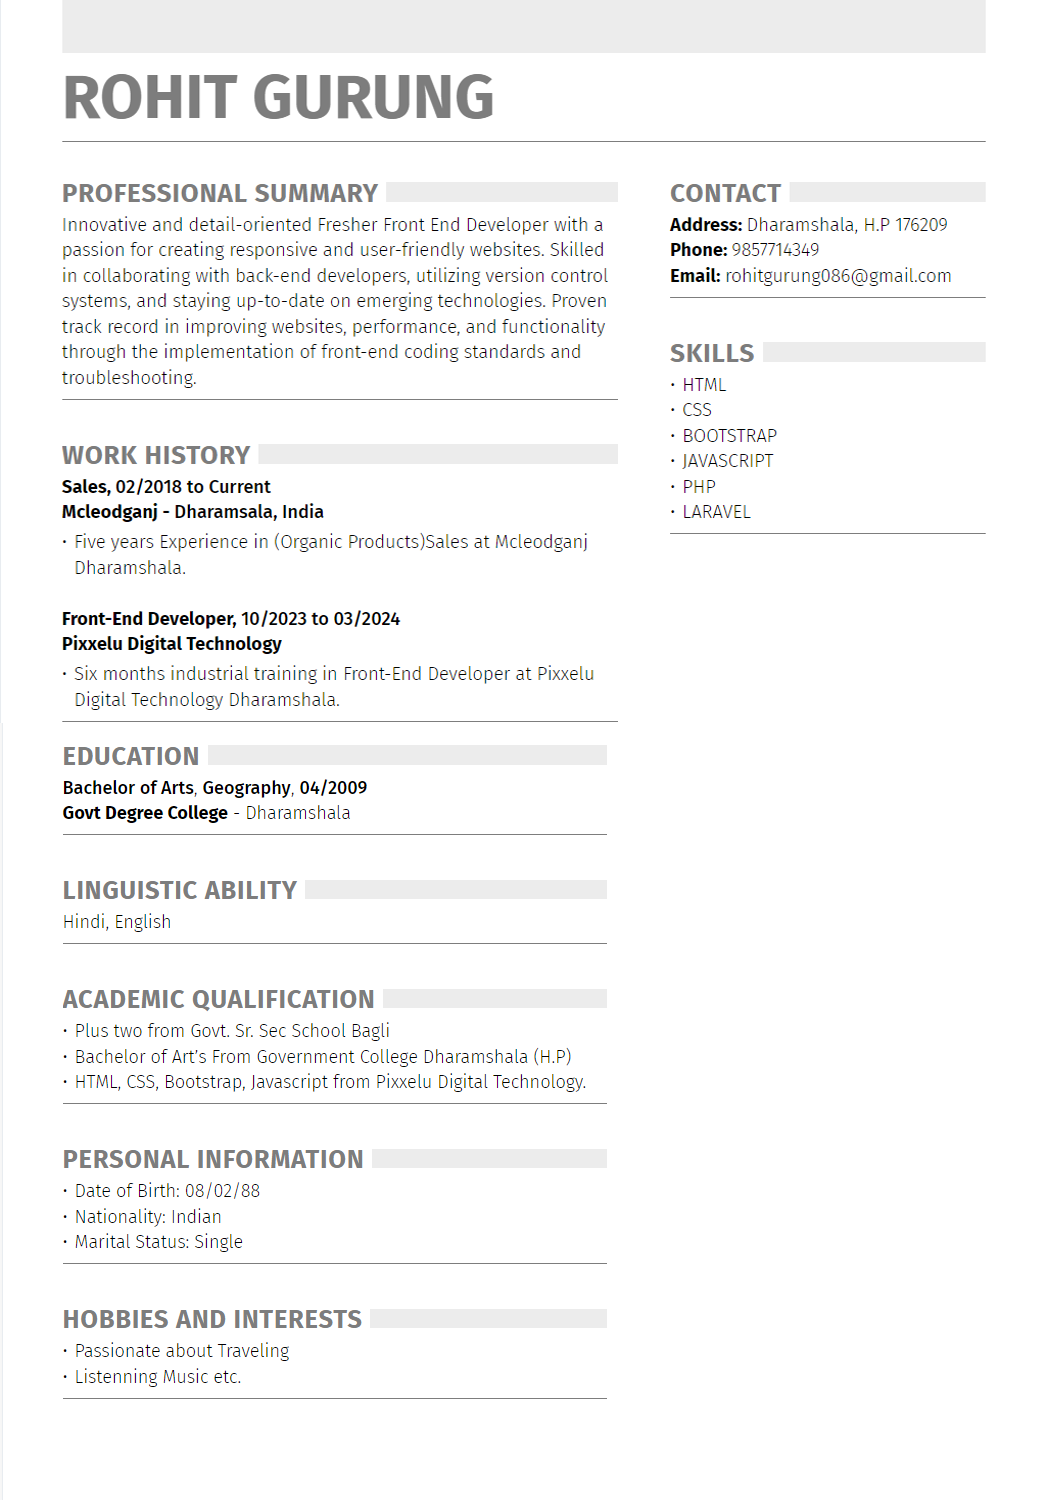 ROHIT GURUNG
PROFESSIONAL SUMMARY
Innovative and detail-oriented Fresher Front End Developer with a
passion for creating responsive and user-friendly websites. Skilled
in collaborating with back-end developers, utilizing version control
systems, and staying up-to-date on emerging technologies. Proven
track record in improving websites, performance, and functionality
through the implementation of front-end coding standards and
troubleshooting.
WORK HISTORY
Sales, 02/2018 to Current
Mcleodganj - Dharamsala, India
• Five years Experience in (Organic Products)Sales at Mcleodganj
Dharamshala.
Front-End Developer, 10/2023 to 03/2024
Pixxelu Digital Technology
• Six months industrial training in Front-End Developer at Pixxelu
Digital Technology Dharamshala.
EDUCATION
Bachelor of Arts, Geography, 04/2009
Govt Degree College - Dharamshala
LINGUISTIC ABILITY
Hindi, English
ACADEMIC QUALIFICATION
• Plus two from Govt. Sr. Sec School Bagli
• Bachelor of Art's From Government College Dharamshala (H.P)
• HTML, CSS, Bootstrap, Javascript from Pixxelu Digital Technology.
PERSONAL INFORMATION
• Date of Birth: 08/02/88
• Nationality: Indian
• Marital Status: Single
HOBBIES AND INTERESTS
• Passionate about Traveling
• Listenning Music etc.
CONTACT
Address: Dharamshala, H.P 176209
Phone: 9857714349
Email: rohitgurung086@gmail.com
SKILLS
• HTML
• CSS
• BOOTSTRAP
• JAVASCRIPT
• PHP
• LARAVEL